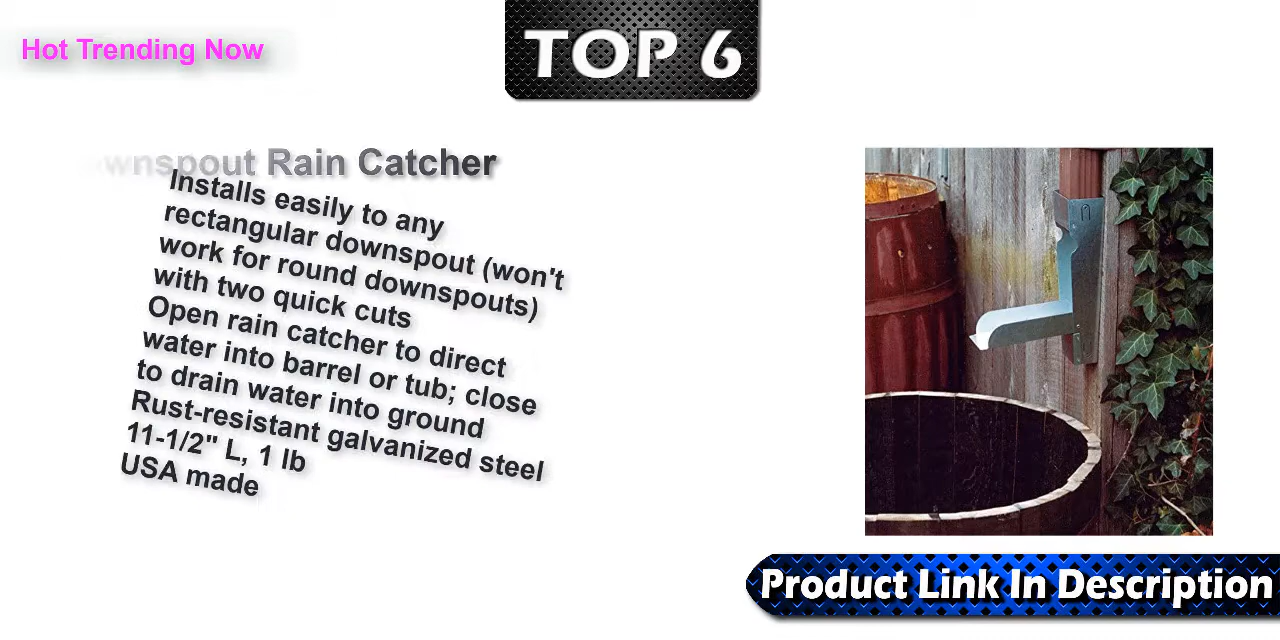 Hot Trending Now
TOP 6
wnspout Rain Catcher
Installs easily to any
rectangular downspout (won't
work for round downspouts)
with two quick cuts
Open rain catcher to direct
water into barrel or tub; close
to drain water into ground
Rust-resistant galvanized steel
11-1/2" L, 1 lb
USA made
Product Link In Description